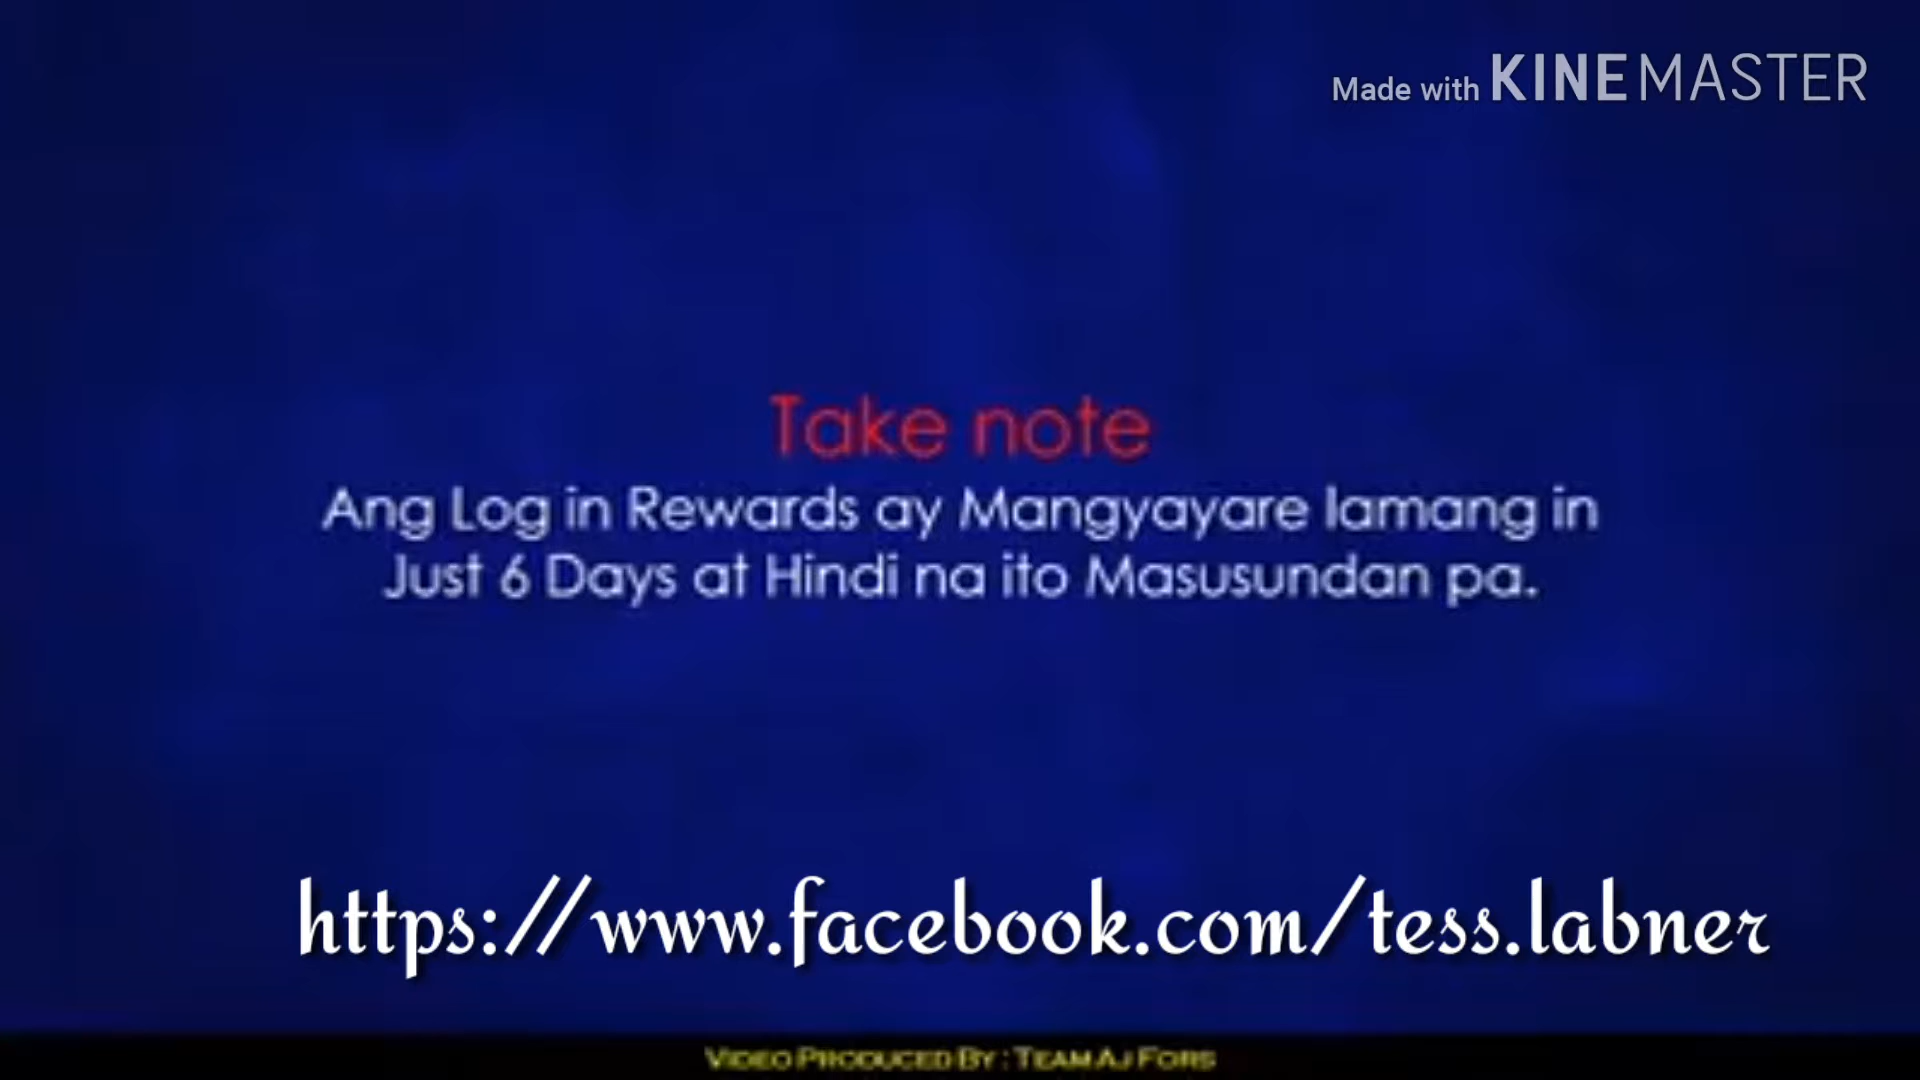 Made with KINEMASTER
Take note
Ang Log in Rewards ay Mangyayare lamang in
Just 6 Days at Hindi na ito Masusundan pa.
https://www.facebook.com/tess.labner
VIDEO PRODUCED BY : TEAM AJ FORS